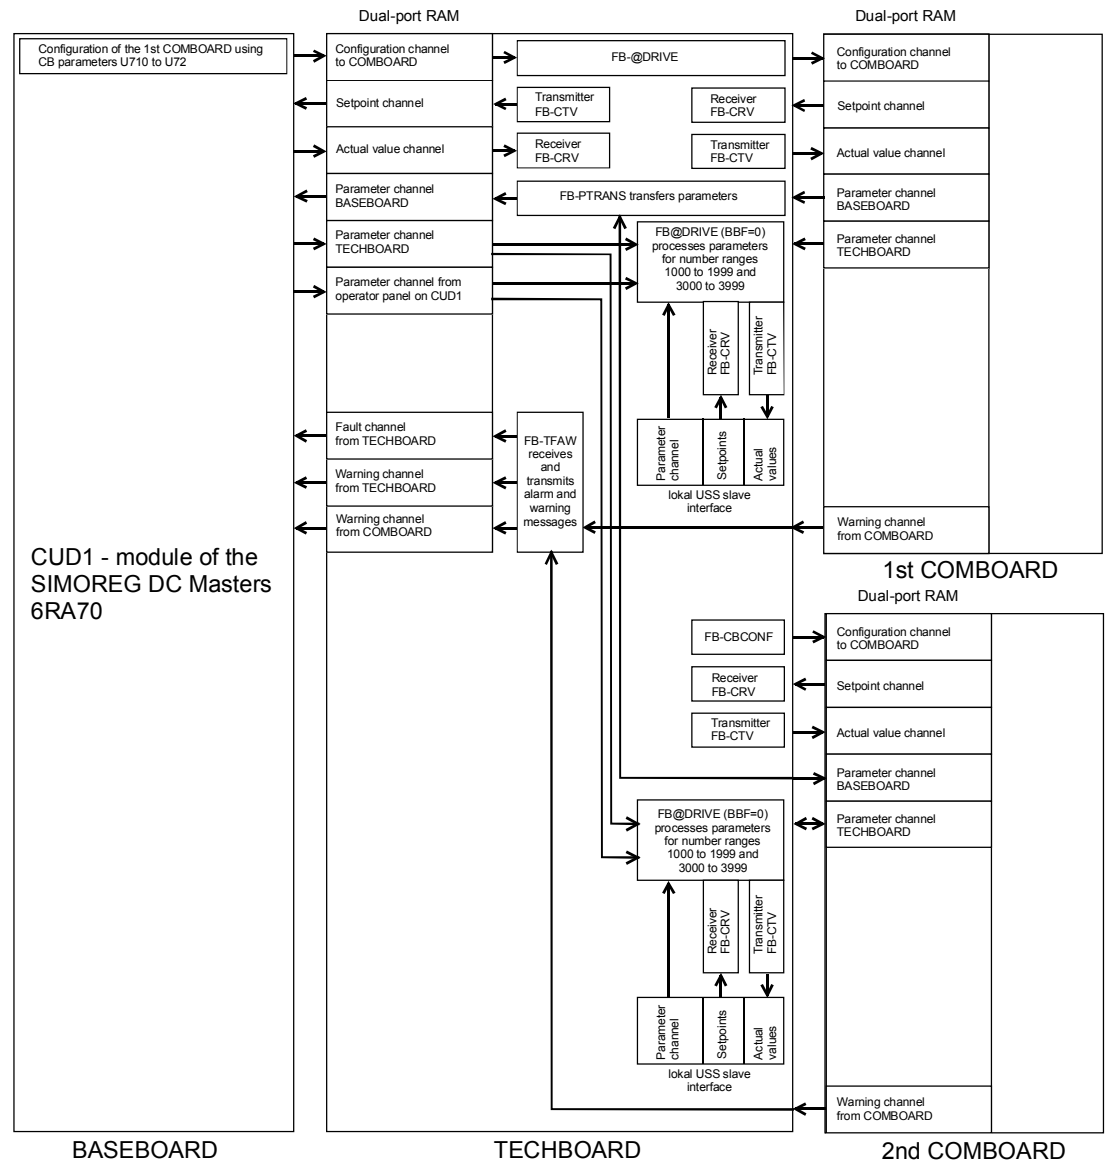 Dual-port RAM
Dual-port RAM
Configuration of the 1st COMBOARD using
CB parameters U710 to U72
Configuration channel
to COMBOARD
FB-@DRIVE
Configuration channel
to COMBOARD
Setpoint channel
Transmitter
FB-CTV
Receiver
FB-CRV
Setpoint channel
Actual value channel
Receiver
FB-CRV
Transmitter
FB-CTV
Actual value channel
Parameter channel
BASEBOARD
FB-PTRANS transfers parameters
Parameter channel
BASEBOARD
Parameter channel
TECHBOARD
FB@DRIVE (BBF=0)
processes parameters
for number ranges
1000 to 1999 and
3000 to 3999
Parameter channel
TECHBOARD
Parameter channel from
operator panel on CUD1
Receiver
FB-CRV
Transmitter
FB-CTV
Fault channel
from TECHBOARD
Warning channel
from TECHBOARD
Warning channel
from COMBOARD
FB-TFAW
receives
and
transmits
alarm and
warning
messages
Parameter
channel
Setpoints
Actual
values
lokal USS slave
interface
Warning channel
from COMBOARD
CUD1 - module of the
SIMOREG DC Masters
6RA70
1st COMBOARD
Dual-port RAM
FB-CBCONF
Configuration channel
to COMBOARD
Receiver
FB-CRV
Setpoint channel
Transmitter
FB-CTV
Actual value channel
Parameter channel
BASEBOARD
FB@DRIVE (BBF=0)
processes parameters
for number ranges
1000 to 1999 and
3000 to 3999
Parameter channel
TECHBOARD
Receiver
FB-CRV
Transmitter
FB-CTV
Parameter
channel
Setpoints
Actual
values
lokal USS slave
interface
Warning channel
from COMBOARD
BASEBOARD
TECHBOARD
2nd COMBOARD